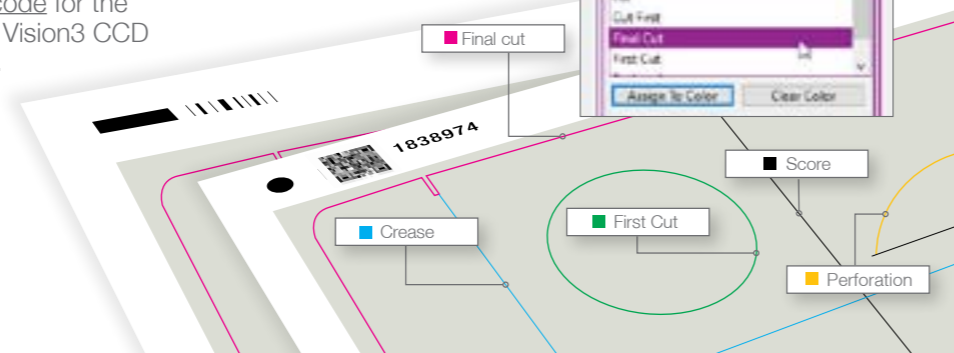 code for the
Vision3 CCD
Final cut
Cut First
Final Cut
First Cut
Assign To Color
Clear Color
1838974
Score
Crease
First Cut
Perforation